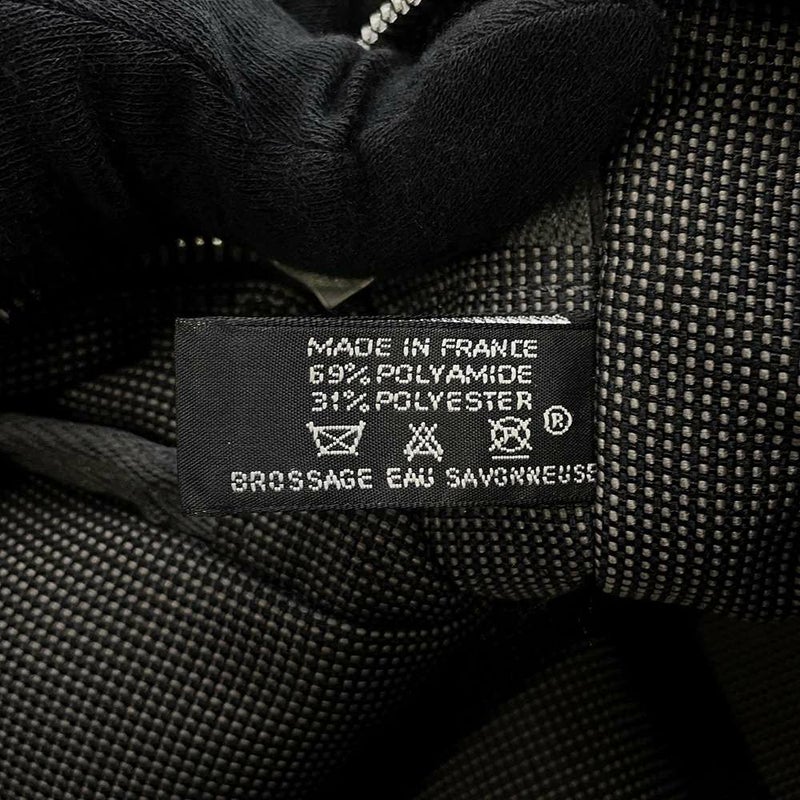 MADE IN FRANCE
69% POLYAMIDE
31% POLYESTER
®
BROSSAGE EAU SAVONNEUSE